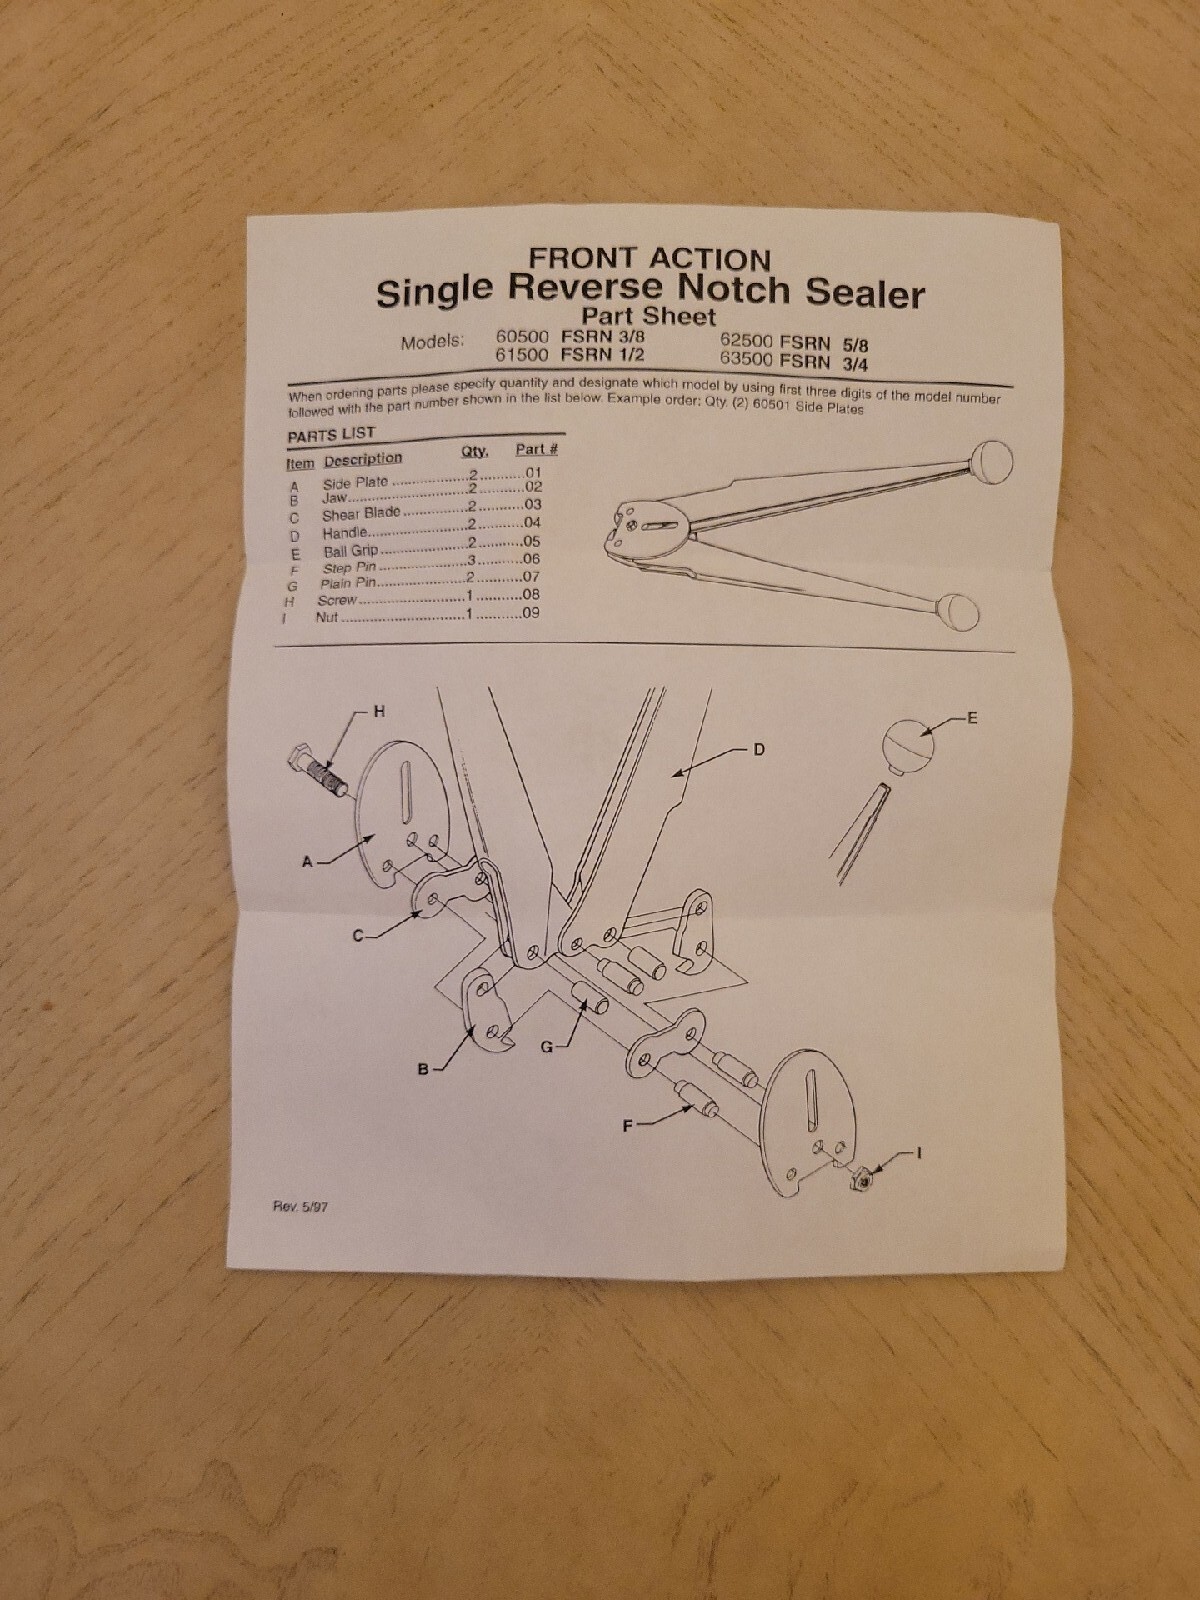 FRONT ACTION
Single Reverse Notch Sealer
Part Sheet
Models: 60500 FSRN 3/8 62500 FSRN 5/8
61500 FSRN 1/2 63500 FSRN 3/4
When ordering parts please specify quantity and designate which model by using first three digits of the model number
followed with the part number shown in the list below. Example order: Qty. (2) 60501 Side Plates
PARTS LIST
Item Description Qty. Part #
A Side Plate ..........2..........01
B Jaw..........2..........02
C Shear Blade..........2..........03
D Handle..........2..........04
E Ball Grip..........2..........05
F Step Pin..........3..........06
G Plain Pin..........2..........07
H Screw..........1..........08
I Nut..........1..........09
H
E
D
A
C
G
B
F
I
Rev. 5/97